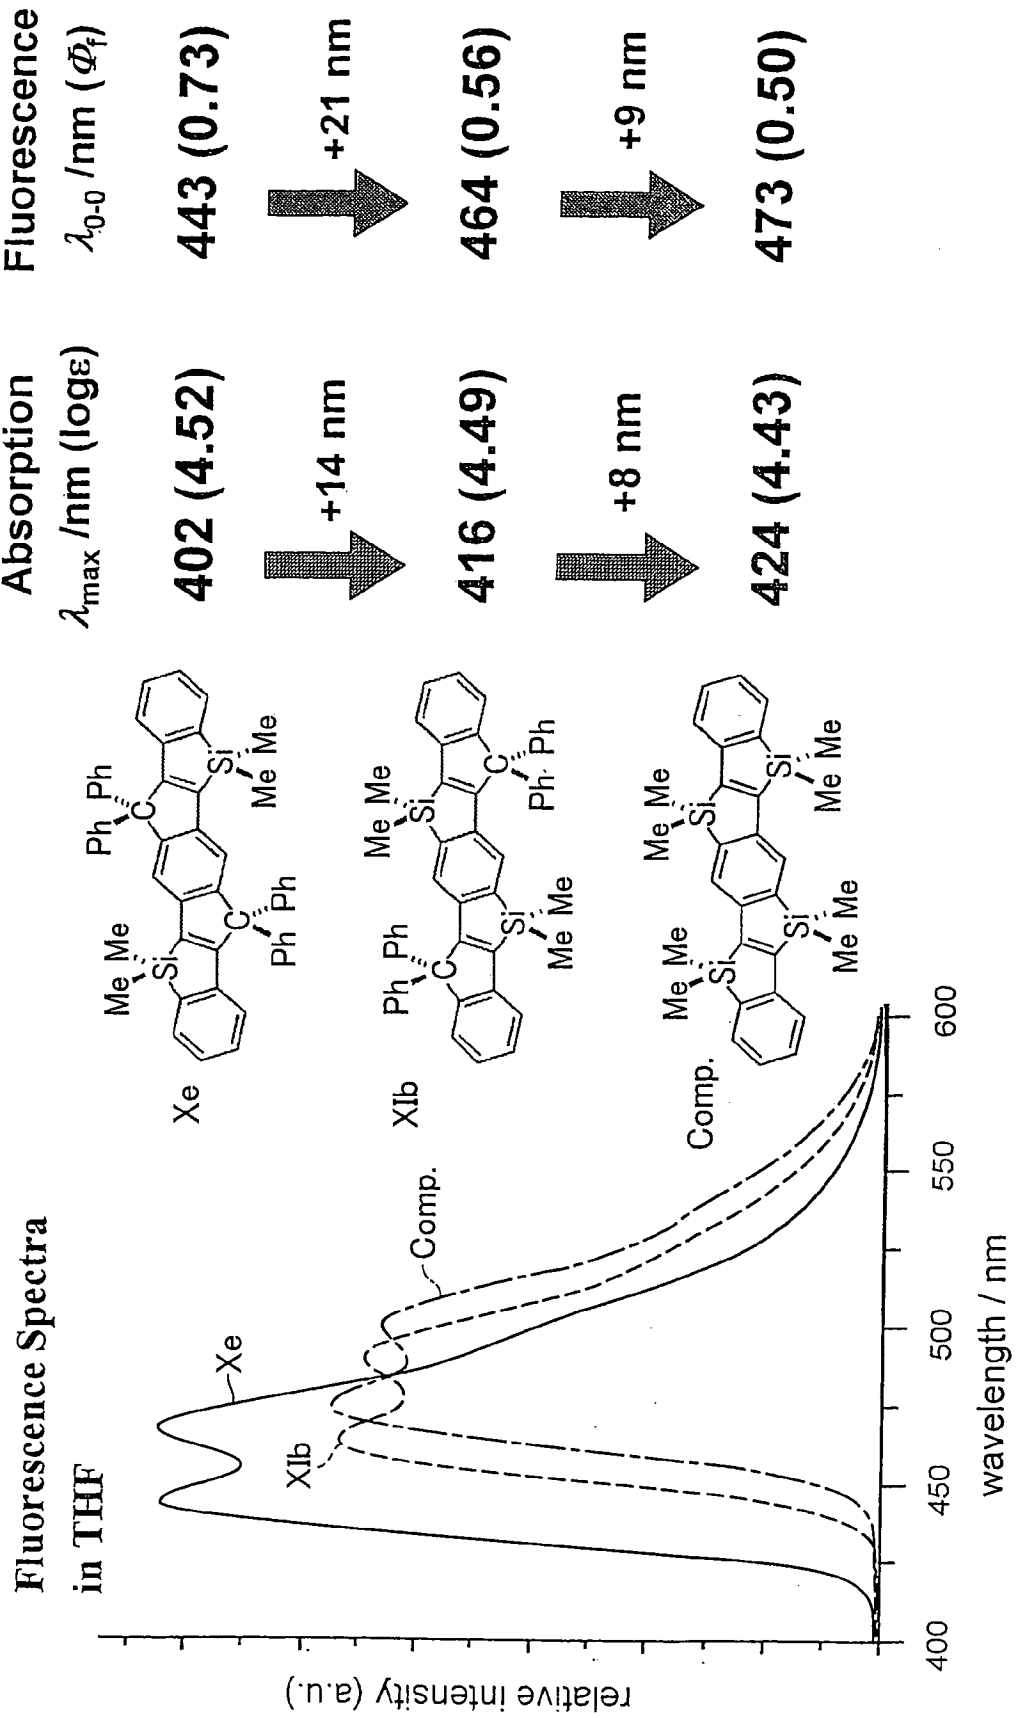 Fluorescence Spectra
in THF
relative intensity (a.u.)
Xe
XIb
Comp.
400
450
500
550
600
wavelength / nm
Absorption
λmax /nm (logε)
Fluorescence
λ0-0 /nm (Φf)
Xe
Me Me
Si
Ph Ph
C
C
Ph Ph
Si
Me Me
402 (4.52)
443 (0.73)
+14 nm
+21 nm
XIb
Ph Ph
C
Me Me
Si
Si
Me Me
C
Ph Ph
416 (4.49)
464 (0.56)
+8 nm
+9 nm
Comp.
Me Me
Si
Me Me
Si
Si
Me Me
Si
Me Me
424 (4.43)
473 (0.50)